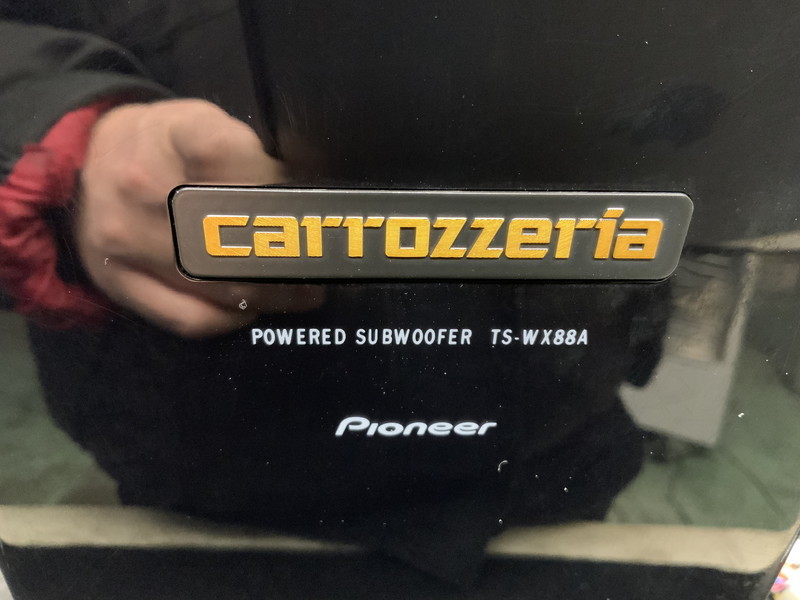 carrozzeria
POWERED SUBWOOFER TS-WX88A
Pioneer